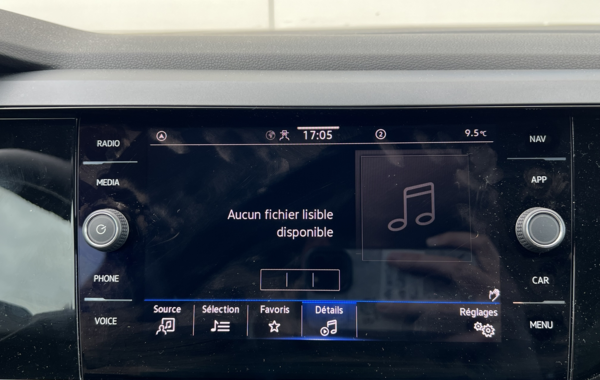 RADIO
MEDIA
PHONE
VOICE
17:05
2
9.5°C
Aucun fichier lisible
disponible
Source
Sélection
Favoris
Détails
Réglages
NAV
APP
CAR
MENU